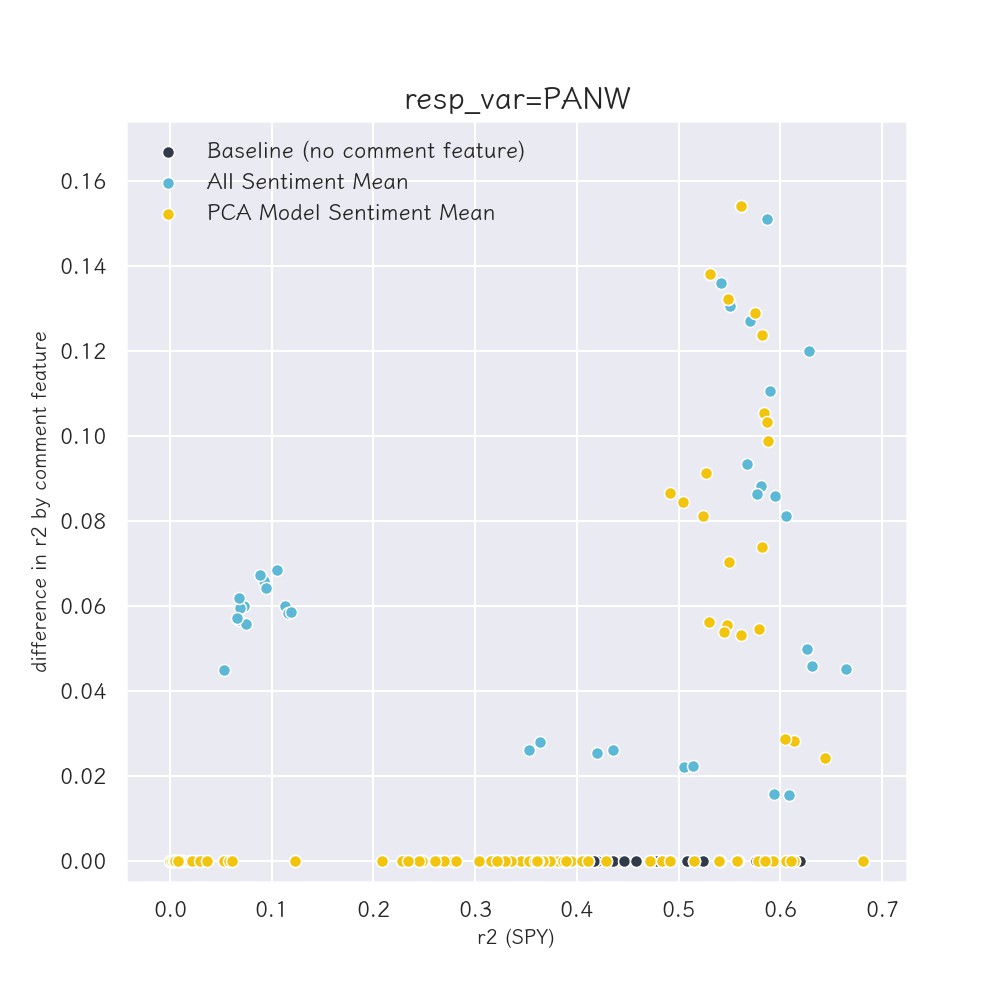 resp_var=PANW
Baseline (no comment feature)
All Sentiment Mean
PCA Model Sentiment Mean
difference in r2 by comment feature
0.16
0.14
0.12
0.10
0.08
0.06
0.04
0.02
0.00
0.0 0.1 0.2 0.3 0.4 0.5 0.6 0.7
r2 (SPY)